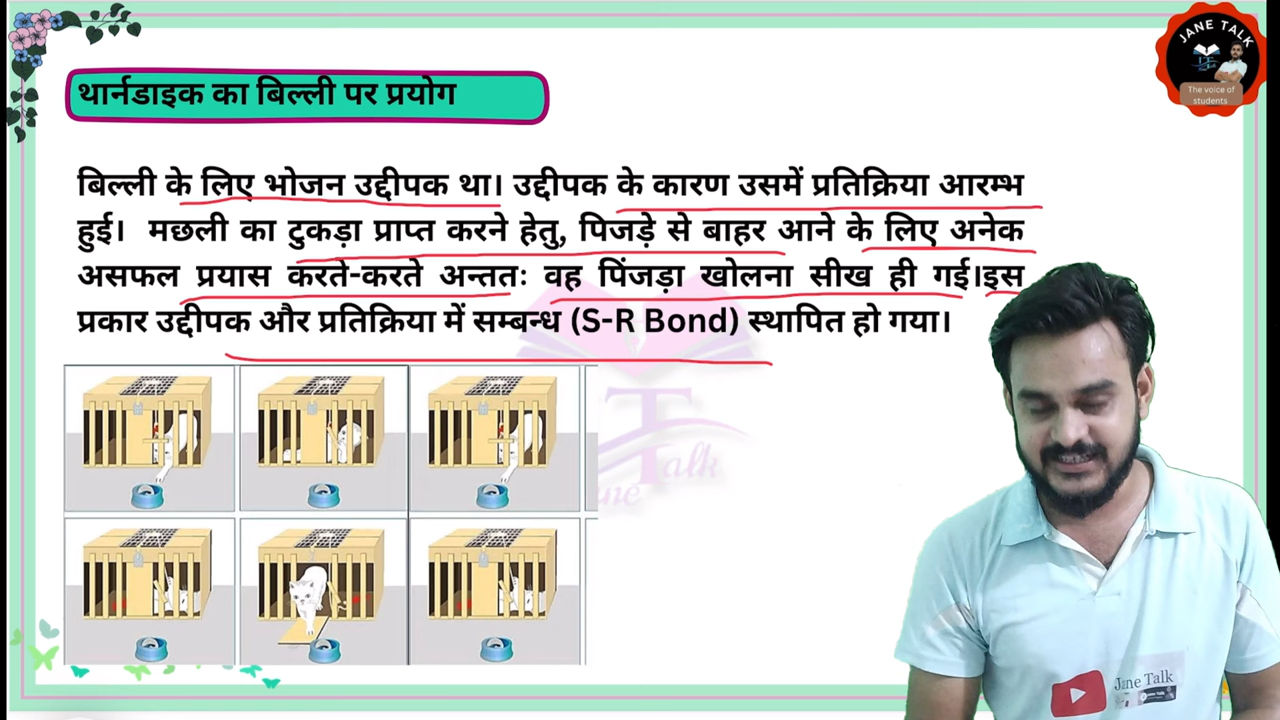 थार्नडाइक का बिल्ली पर प्रयोग
JANE TALK
The voice of
students
बिल्ली के लिए भोजन उद्दीपक था। उद्दीपक के कारण उसमें प्रतिक्रिया आरम्भ
हुई। मछली का टुकड़ा प्राप्त करने हेतु, पिजड़े से बाहर आने के लिए अनेक
असफल प्रयास करते-करते अन्ततः वह पिंजड़ा खोलना सीख ही गई।इस
प्रकार उद्दीपक और प्रतिक्रिया में सम्बन्ध (S-R Bond) स्थापित हो गया।
Jane Talk